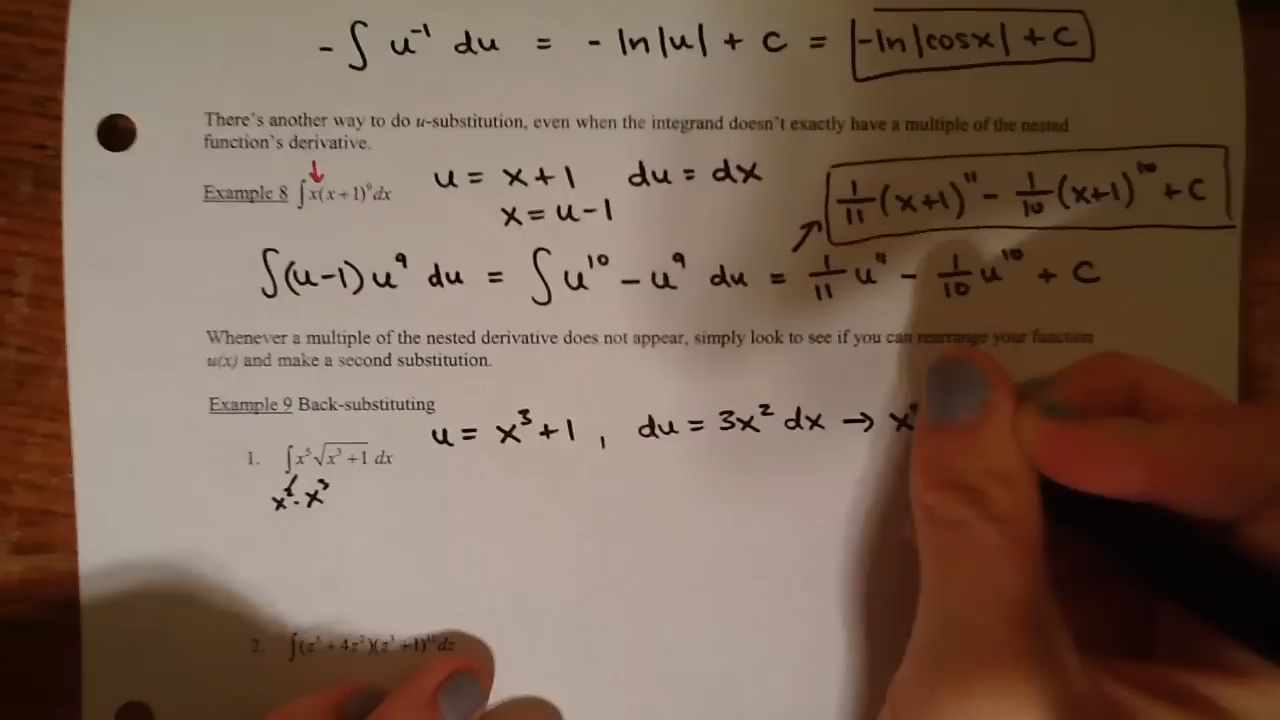 -∫ u⁻¹ du = -ln|u| + c = -ln|cosx| + c
There's another way to do u-substitution, even when the integrand doesn't exactly have a multiple of the nested
function's derivative.
Example 8 ∫x(x+1)⁹dx u = x+1 du = dx
x = u-1
1/11(x+1)¹¹ - 1/10(x+1)¹⁰ + c
∫(u-1)u⁹ du = ∫u¹⁰ - u⁹ du = 1/11 u¹¹ - 1/10 u¹⁰ + c
Whenever a multiple of the nested derivative does not appear, simply look to see if you can rearrange your function
u(x) and make a second substitution.
Example 9 Back-substituting
u = x³+1, du = 3x² dx → x
1. ∫x⁵√x³+1 dx
x²·x³
2.